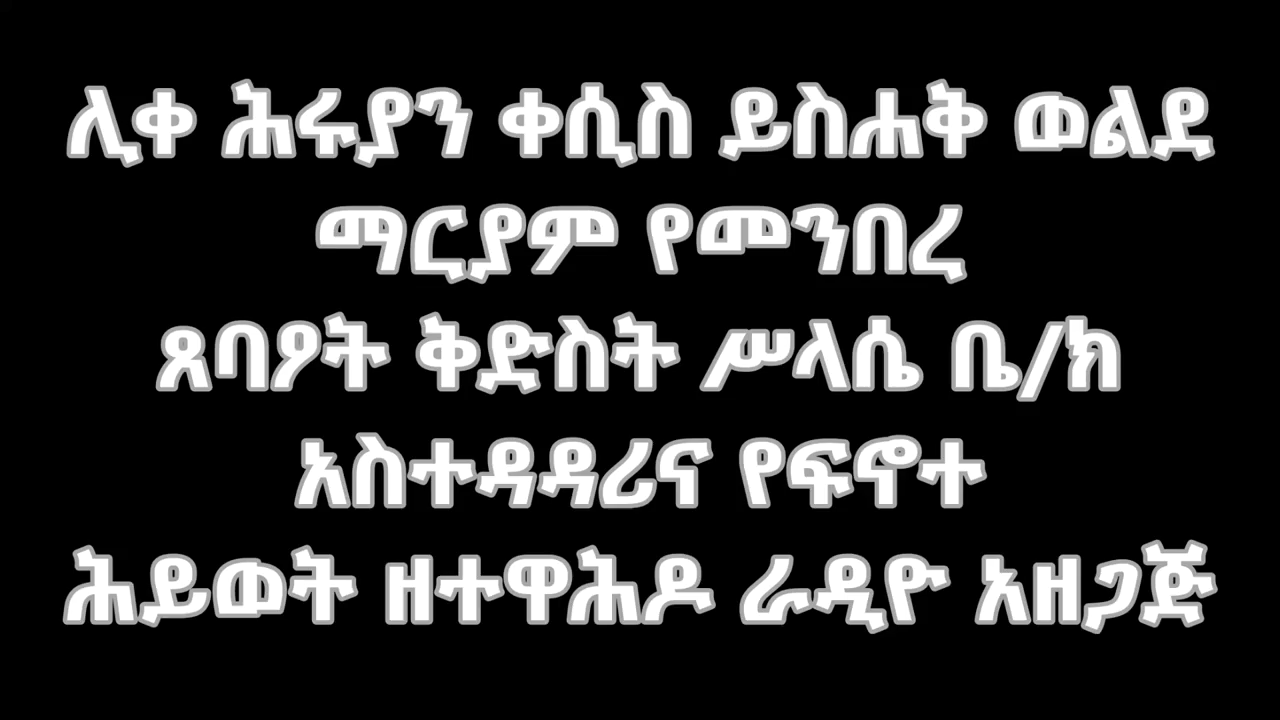 ሊቀ ሕሩያን ቀሲስ ይስሐቅ ወልደ
ማርያም የመንበረ
ጸባዖት ቅድስት ሥላሴ ቤ/ክ
አስተዳዳሪና የፍኖተ
ሕይወት ዘተዋሕዶ ራዲዮ አዘጋጅ